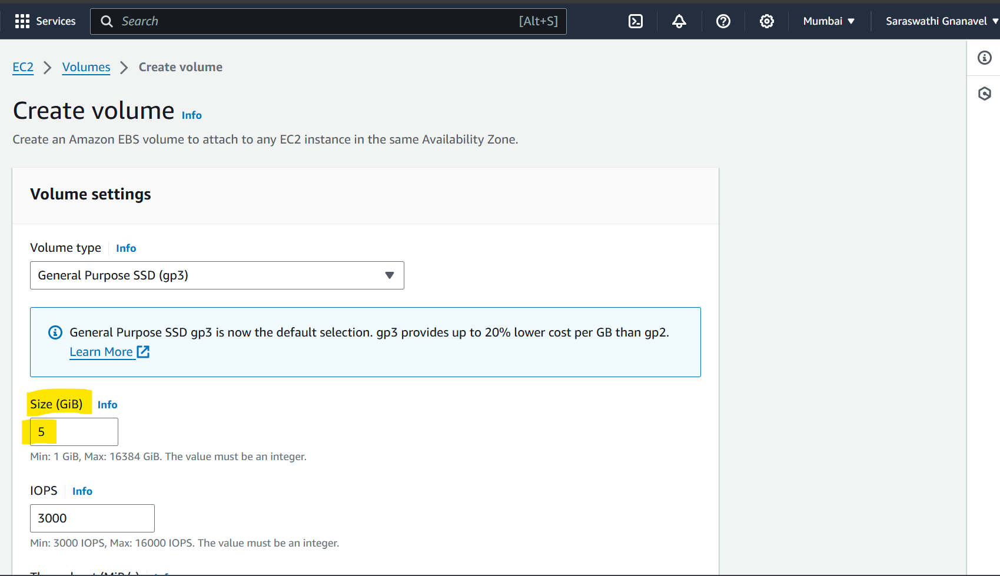 Services
Search [Alt+S]
Mumbai
Saraswathi Gnanavel
EC2 Volumes Create volume
Create volume Info
Create an Amazon EBS volume to attach to any EC2 instance in the same Availability Zone.
Volume settings
Volume type Info
General Purpose SSD (gp3)
General Purpose SSD gp3 is now the default selection. gp3 provides up to 20% lower cost per GB than gp2.
Learn More
Size (GiB) Info
5
Min: 1 GiB, Max: 16384 GiB. The value must be an integer.
IOPS Info
3000
Min: 3000 IOPS, Max: 16000 IOPS. The value must be an integer.